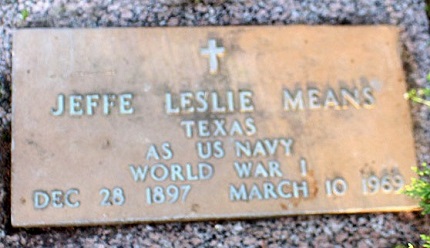 JEFFE LESLIE MEANS
TEXAS
AS US NAVY
WORLD WAR I
DEC 28 1897 MARCH 10 1969